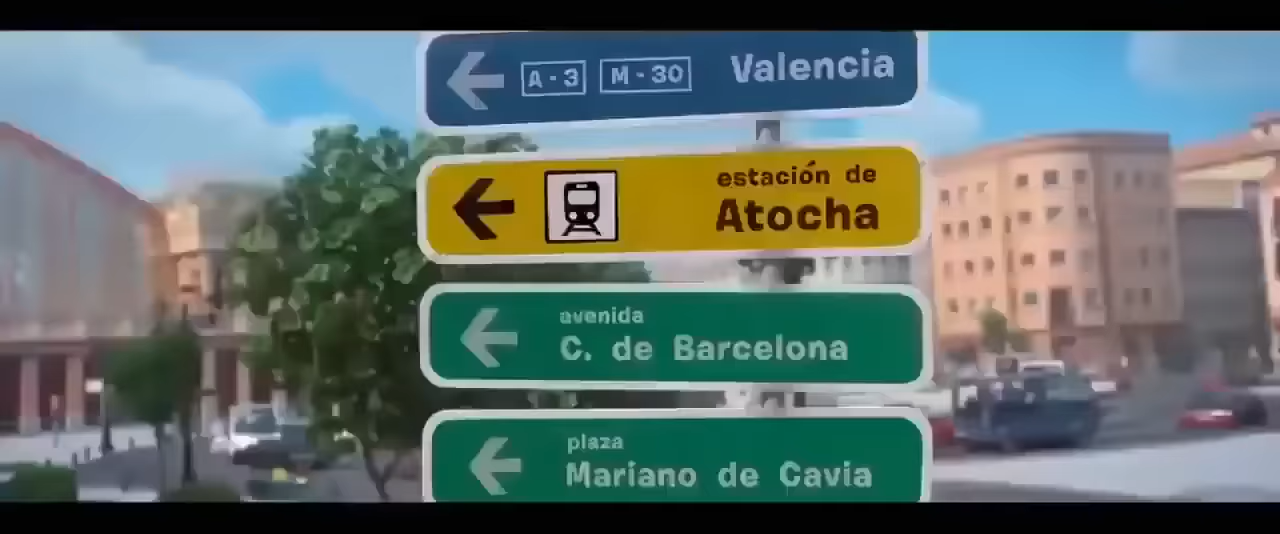 A-3 M-30 Valencia
estación de
Atocha
avenida
C. de Barcelona
plaza
Mariano de Cavia